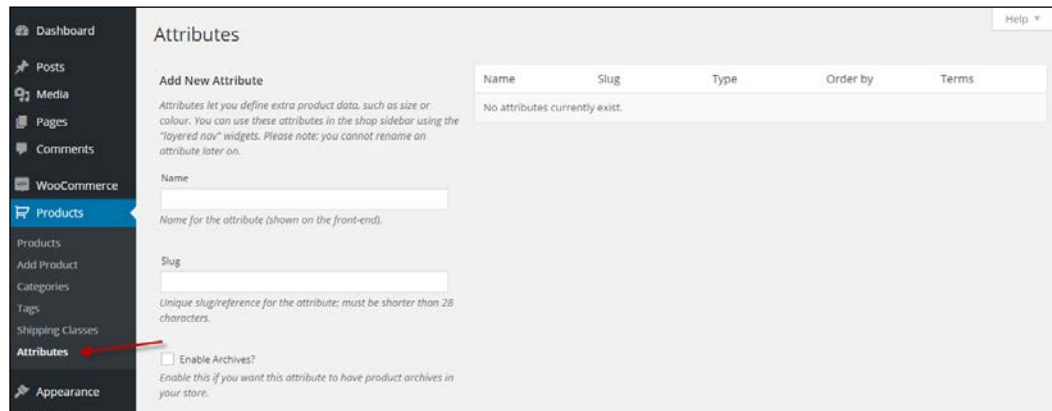 Dashboard
Posts
Media
Pages
Comments
WooCommerce
Products
Products
Add Product
Categories
Tags
Shipping Classes
Attributes
Appearance
Help
Attributes
Add New Attribute
Attributes let you define extra product data, such as size or
colour. You can use these attributes in the shop sidebar using the
"layered nav" widgets. Please note: you cannot rename an
attribute later on.
Name
Name for the attribute (shown on the front-end).
Slug
Unique slug/reference for the attribute; must be shorter than 28
characters.
Enable Archives?
Enable this if you want this attribute to have product archives in
your store.
Name Slug Type Order by Terms
No attributes currently exist.